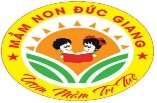 MẦM NON ĐỨC GIANG
Ươm Mầm Trí Tuệ